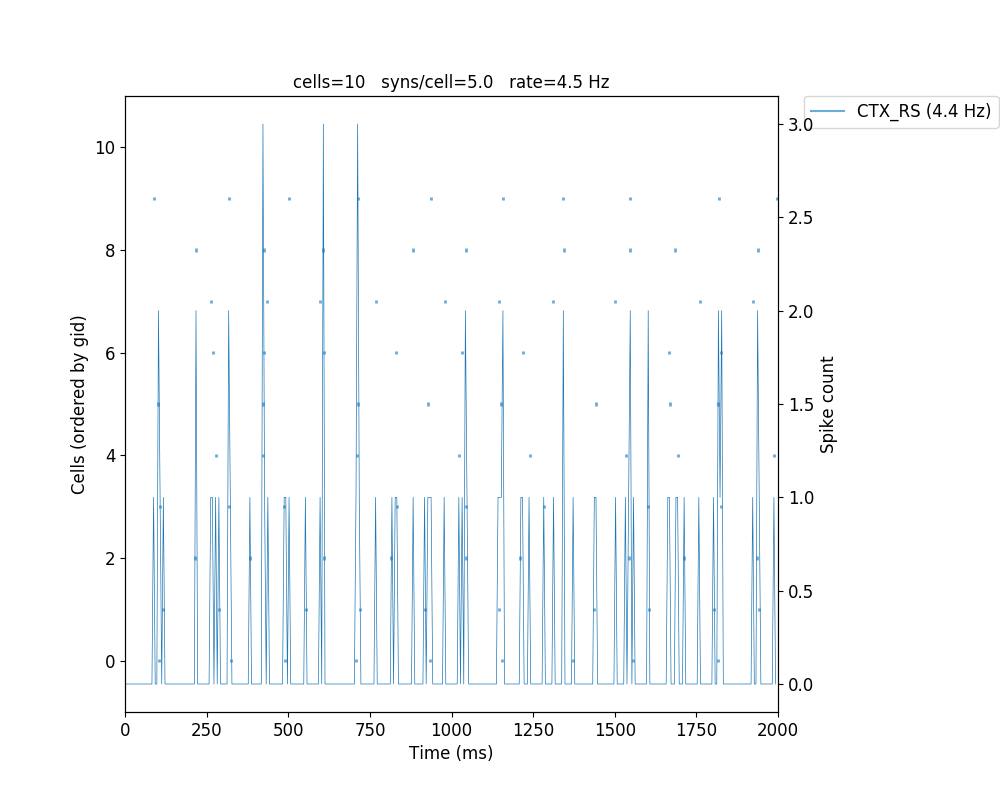 cells=10 syns/cell=5.0 rate=4.5 Hz
CTX_RS (4.4 Hz)
10
8
6
4
2
0
Cells (ordered by gid)
3.0
2.5
2.0
1.5
1.0
0.5
0.0
Spike count
0 250 500 750 1000 1250 1500 1750 2000
Time (ms)